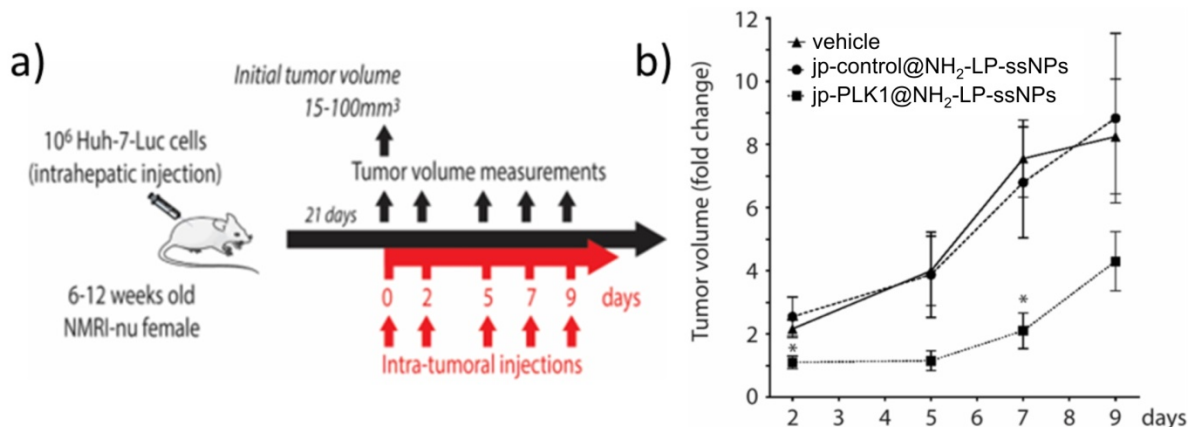 a)
Initial tumor volume
15-100mm³
10⁶ Huh-7-Luc cells
(intrahepatic injection)
Tumor volume measurements
21 days
6-12 weeks old
NMRI-nu female
0 2 5 7 9 days
Intra-tumoral injections
b)
vehicle
jp-control@NH₂-LP-ssNPs
jp-PLK1@NH₂-LP-ssNPs
Tumor volume (fold change)
12
10
8
6
4
2
0
*
*
2 3 4 5 6 7 8 9 days